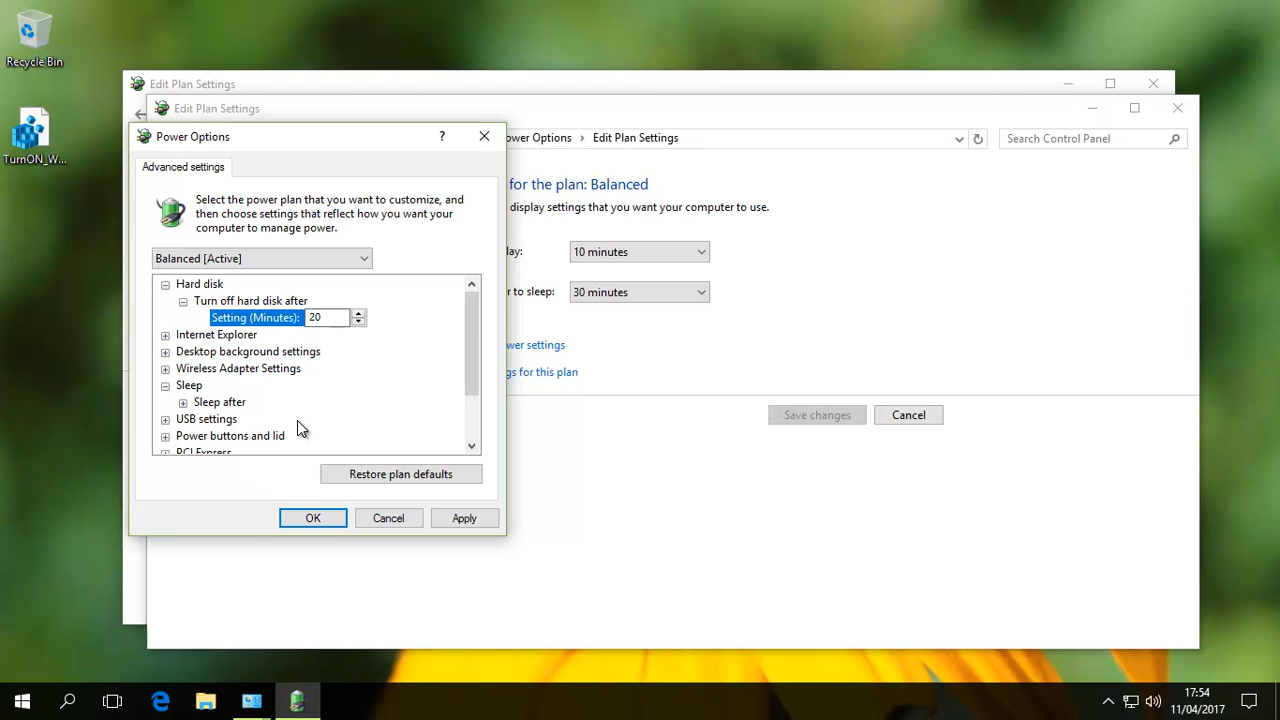 Recycle Bin
TurnON_W...
Edit Plan Settings
Edit Plan Settings
ower Options > Edit Plan Settings
Search Control Panel
for the plan: Balanced
display settings that you want your computer to use.
lay: 10 minutes
r to sleep: 30 minutes
wer settings
gs for this plan
Save changes
Cancel
Power Options
?
Advanced settings
Select the power plan that you want to customize, and
then choose settings that reflect how you want your
computer to manage power.
Balanced [Active]
Hard disk
Turn off hard disk after
Setting (Minutes): 20
Internet Explorer
Desktop background settings
Wireless Adapter Settings
Sleep
Sleep after
USB settings
Power buttons and lid
PCI Express
Restore plan defaults
OK
Cancel
Apply
17:54
11/04/2017